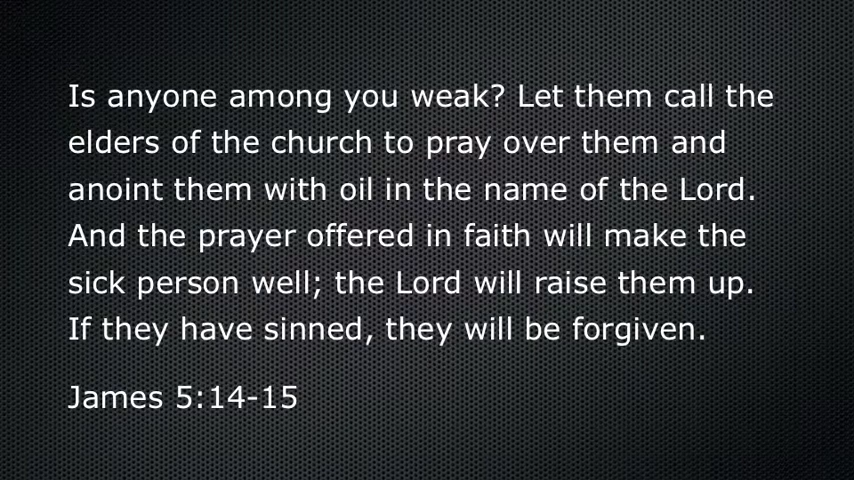 Is anyone among you weak? Let them call the
elders of the church to pray over them and
anoint them with oil in the name of the Lord.
And the prayer offered in faith will make the
sick person well; the Lord will raise them up.
If they have sinned, they will be forgiven.
James 5:14-15